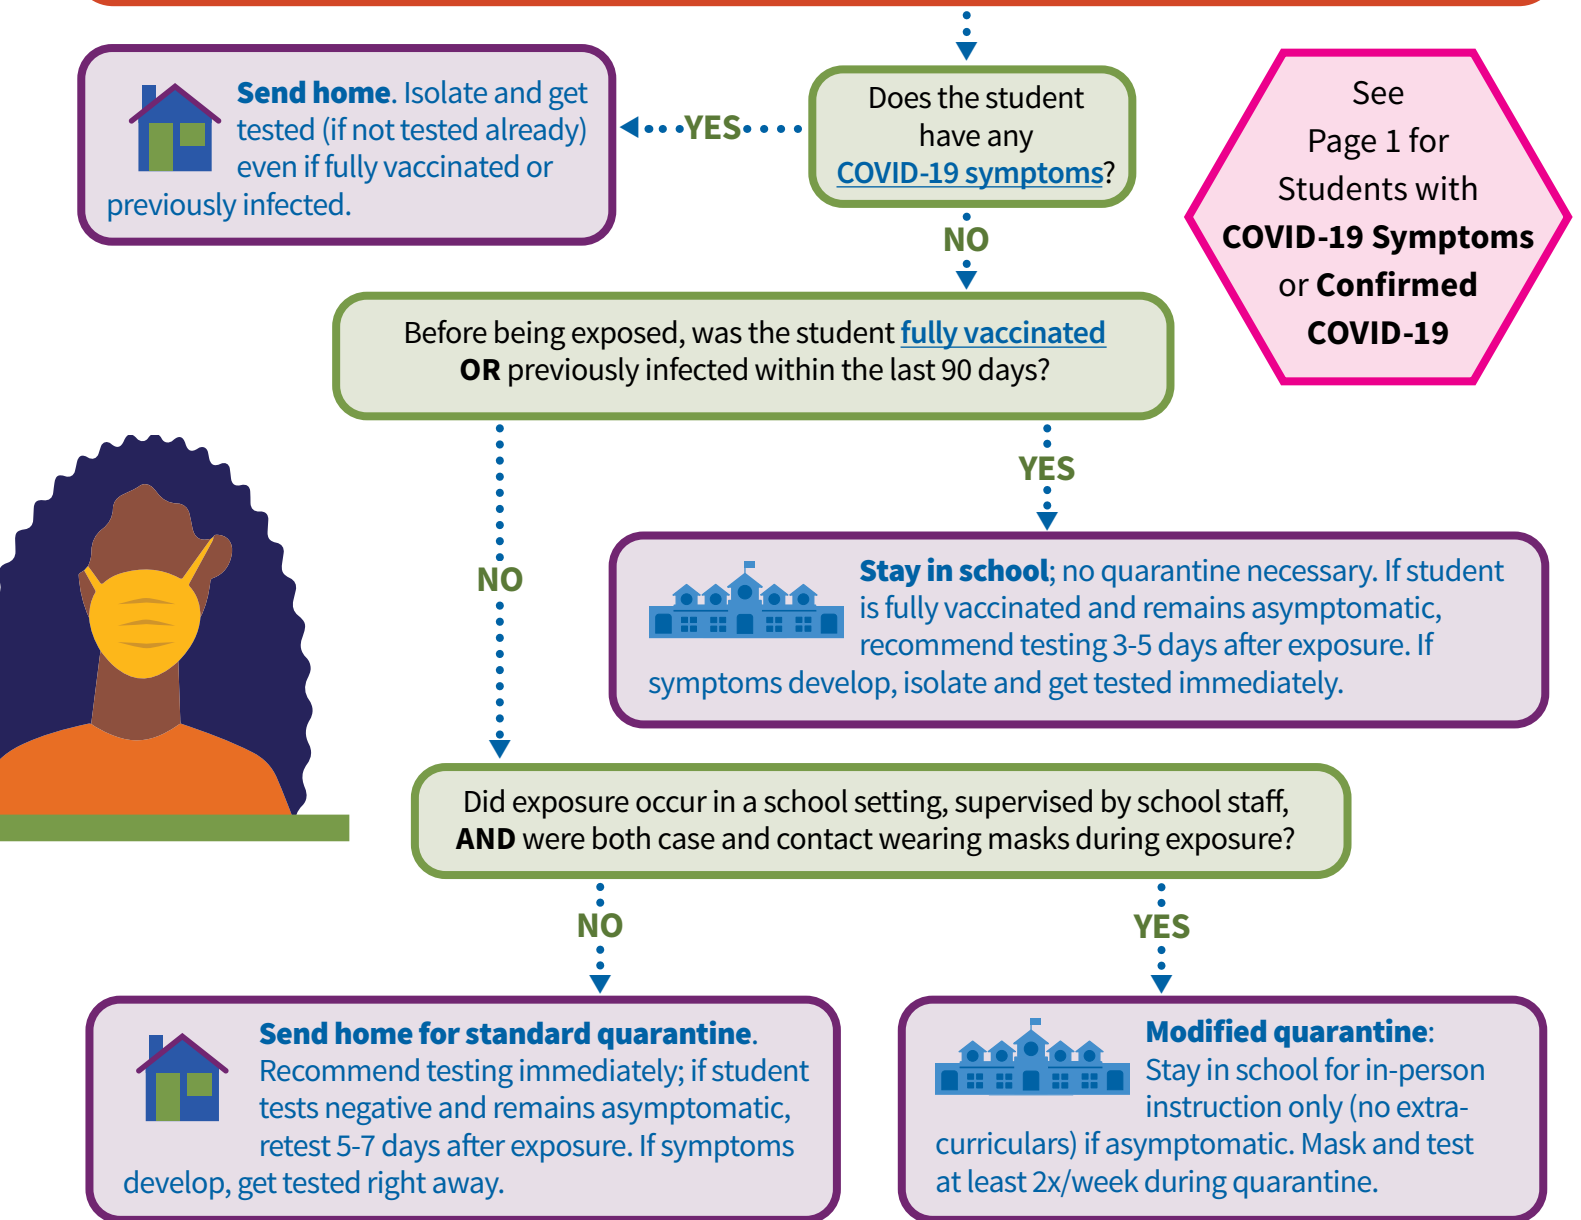 Does the student
have any
COVID-19 symptoms?
YES
Send home. Isolate and get
tested (if not tested already)
even if fully vaccinated or
previously infected.
See
Page 1 for
Students with
COVID-19 Symptoms
or Confirmed
COVID-19
NO
Before being exposed, was the student fully vaccinated
OR previously infected within the last 90 days?
YES
Stay in school; no quarantine necessary. If student
is fully vaccinated and remains asymptomatic,
recommend testing 3-5 days after exposure. If
symptoms develop, isolate and get tested immediately.
NO
Did exposure occur in a school setting, supervised by school staff,
AND were both case and contact wearing masks during exposure?
NO
Send home for standard quarantine.
Recommend testing immediately; if student
tests negative and remains asymptomatic,
retest 5-7 days after exposure. If symptoms
develop, get tested right away.
YES
Modified quarantine:
Stay in school for in-person
instruction only (no extra-
curriculars) if asymptomatic. Mask and test
at least 2x/week during quarantine.